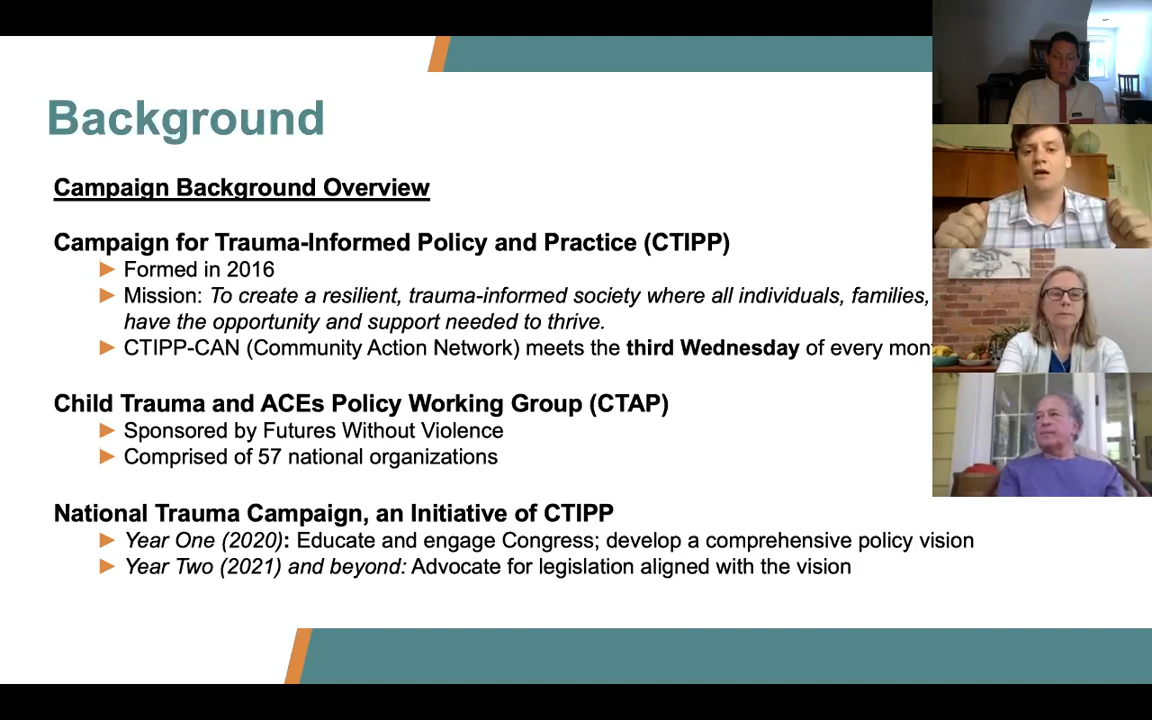 Background
Campaign Background Overview
Campaign for Trauma-Informed Policy and Practice (CTIPP)
► Formed in 2016
► Mission: To create a resilient, trauma-informed society where all individuals, families,
have the opportunity and support needed to thrive.
► CTIPP-CAN (Community Action Network) meets the third Wednesday of every mon
Child Trauma and ACEs Policy Working Group (CTAP)
► Sponsored by Futures Without Violence
► Comprised of 57 national organizations
National Trauma Campaign, an Initiative of CTIPP
► Year One (2020): Educate and engage Congress; develop a comprehensive policy vision
► Year Two (2021) and beyond: Advocate for legislation aligned with the vision